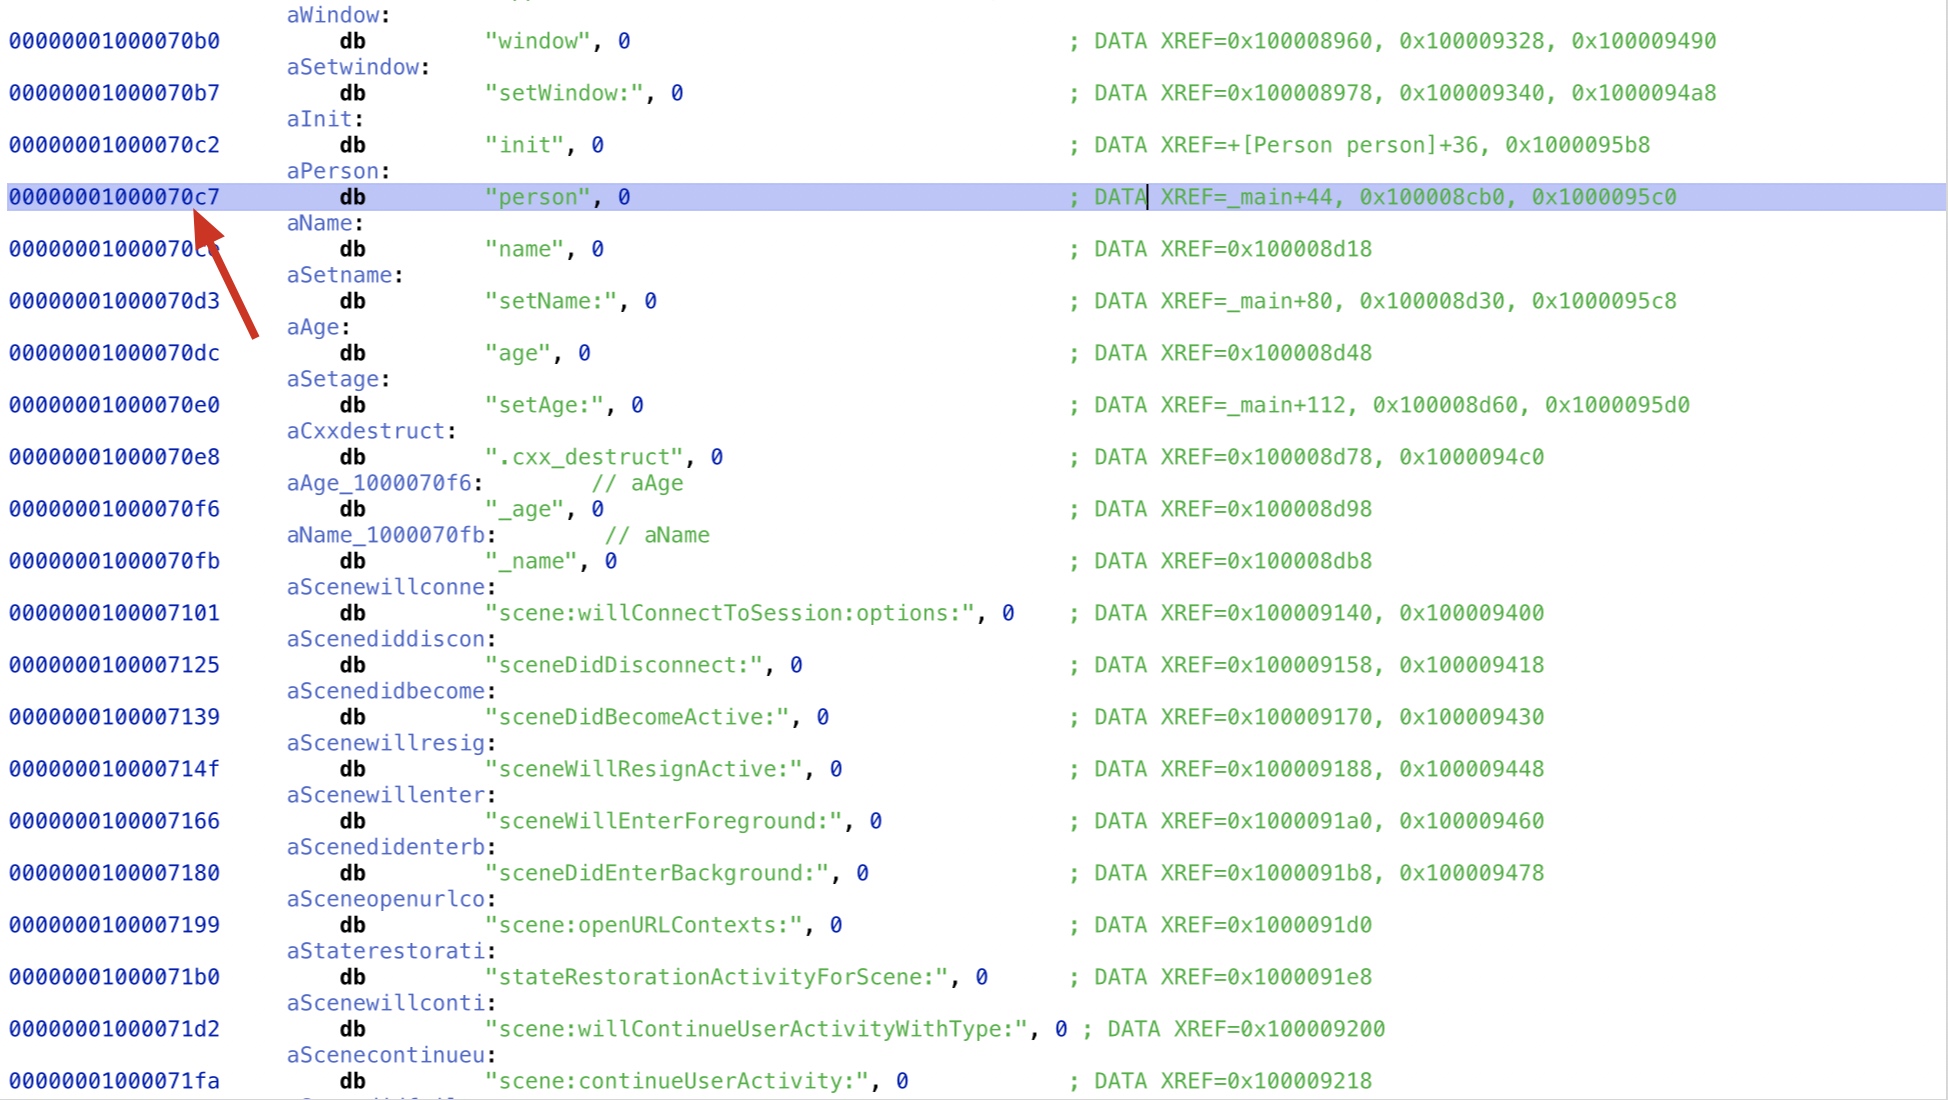 aWindow:
00000001000070b0 db "window", 0 ; DATA XREF=0x100008960, 0x100009328, 0x100009490
aSetwindow:
00000001000070b7 db "setWindow:", 0 ; DATA XREF=0x100008978, 0x100009340, 0x1000094a8
aInit:
00000001000070c2 db "init", 0 ; DATA XREF=+[Person person]+36, 0x1000095b8
aPerson:
00000001000070c7 db "person", 0 ; DATA XREF=_main+44, 0x100008cb0, 0x1000095c0
aName:
00000001000070ce db "name", 0 ; DATA XREF=0x100008d18
aSetname:
00000001000070d3 db "setName:", 0 ; DATA XREF=_main+80, 0x100008d30, 0x1000095c8
aAge:
00000001000070dc db "age", 0 ; DATA XREF=0x100008d48
aSetage:
00000001000070e0 db "setAge:", 0 ; DATA XREF=_main+112, 0x100008d60, 0x1000095d0
aCxxdestruct:
00000001000070e8 db ".cxx_destruct", 0 ; DATA XREF=0x100008d78, 0x1000094c0
aAge_1000070f6: // aAge
00000001000070f6 db "_age", 0 ; DATA XREF=0x100008d98
aName_1000070fb: // aName
00000001000070fb db "_name", 0 ; DATA XREF=0x100008db8
aScenewillconne:
0000000100007101 db "scene:willConnectToSession:options:", 0 ; DATA XREF=0x100009140, 0x100009400
aScenediddiscon:
0000000100007125 db "sceneDidDisconnect:", 0 ; DATA XREF=0x100009158, 0x100009418
aScenedidbecome:
0000000100007139 db "sceneDidBecomeActive:", 0 ; DATA XREF=0x100009170, 0x100009430
aScenewillresig:
000000010000714f db "sceneWillResignActive:", 0 ; DATA XREF=0x100009188, 0x100009448
aScenewillenter:
0000000100007166 db "sceneWillEnterForeground:", 0 ; DATA XREF=0x1000091a0, 0x100009460
aScenedidenterb:
0000000100007180 db "sceneDidEnterBackground:", 0 ; DATA XREF=0x1000091b8, 0x100009478
aSceneopenurlco:
0000000100007199 db "scene:openURLContexts:", 0 ; DATA XREF=0x1000091d0
aStaterestorati:
00000001000071b0 db "stateRestorationActivityForScene:", 0 ; DATA XREF=0x1000091e8
aScenewillconti:
00000001000071d2 db "scene:willContinueUserActivityWithType:", 0 ; DATA XREF=0x100009200
aScenecontinueu:
00000001000071fa db "scene:continueUserActivity:", 0 ; DATA XREF=0x100009218